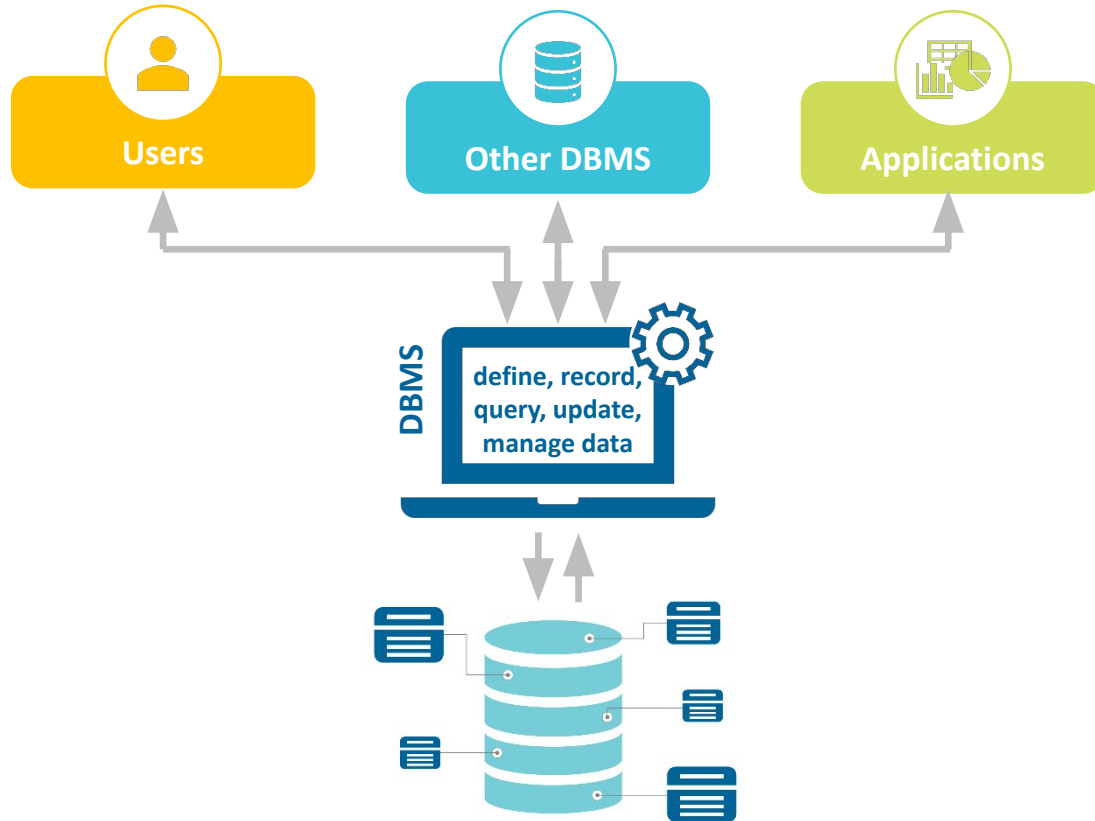 Users
Other DBMS
Applications
DBMS
define, record,
query, update,
manage data